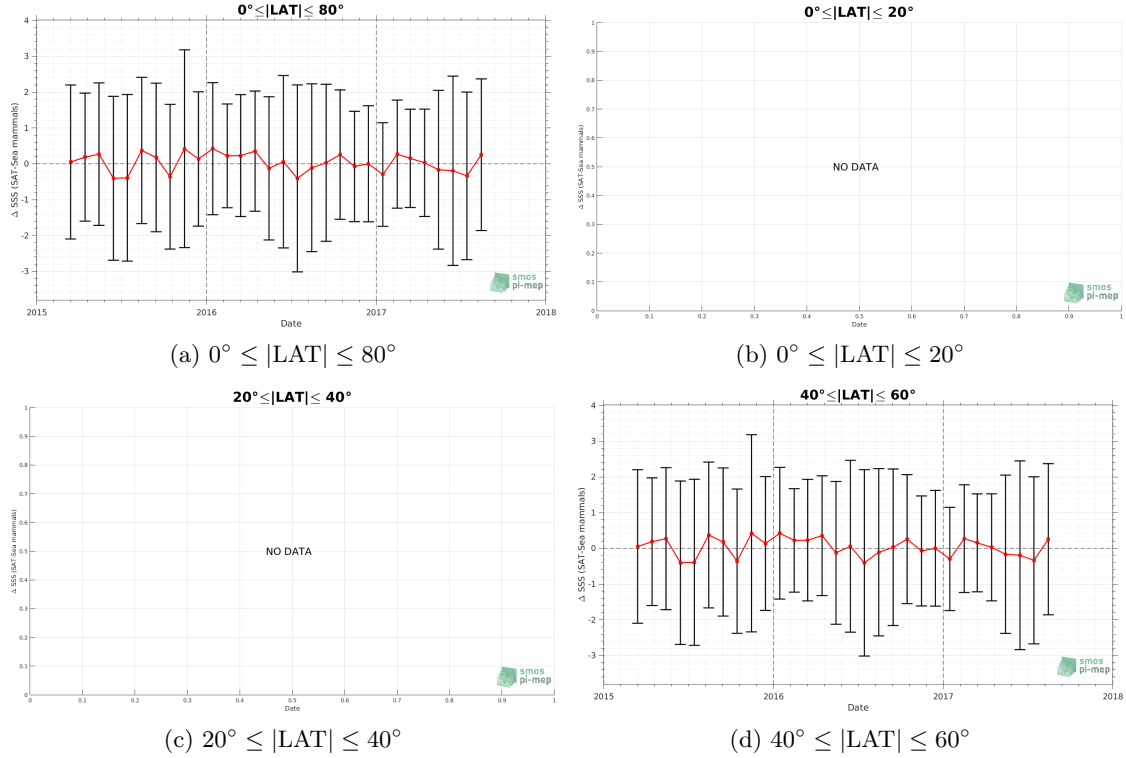 0°≤|LAT|≤ 80°
4
3
2
1
0
-1
-2
-3
Δ SSS (SAT-Sea mammals)
2015
2016
2017
2018
Date
smos
pi-mep
(a) 0° ≤ |LAT| ≤ 80°
0°≤|LAT|≤ 20°
1
0.9
0.8
0.7
0.6
0.5
0.4
0.3
0.2
0.1
0
Δ SSS (SAT-Sea mammals)
NO DATA
0
0.1
0.2
0.3
0.4
0.5
0.6
0.7
0.8
0.9
1
Date
smos
pi-mep
(b) 0° ≤ |LAT| ≤ 20°
20°≤|LAT|≤ 40°
1
0.9
0.8
0.7
0.6
0.5
0.4
0.3
0.2
0.1
0
Δ SSS (SAT-Sea mammals)
NO DATA
0
0.1
0.2
0.3
0.4
0.5
0.6
0.7
0.8
0.9
1
Date
smos
pi-mep
(c) 20° ≤ |LAT| ≤ 40°
40°≤|LAT|≤ 60°
4
3
2
1
0
-1
-2
-3
Δ SSS (SAT-Sea mammals)
2015
2016
2017
2018
Date
smos
pi-mep
(d) 40° ≤ |LAT| ≤ 60°